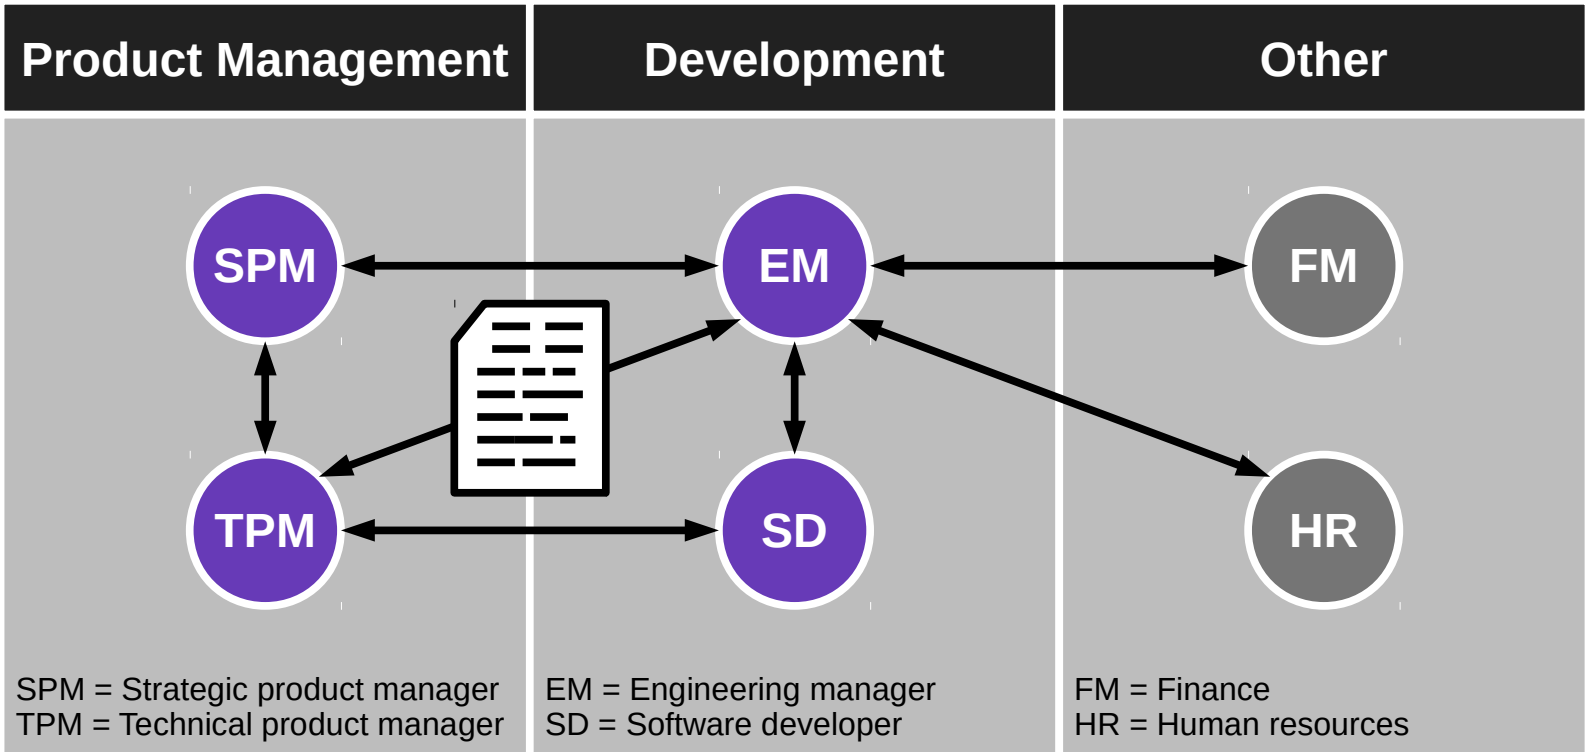 Product Management
Development
Other
SPM
EM
FM
TPM
SD
HR
SPM = Strategic product manager
TPM = Technical product manager
EM = Engineering manager
SD = Software developer
FM = Finance
HR = Human resources